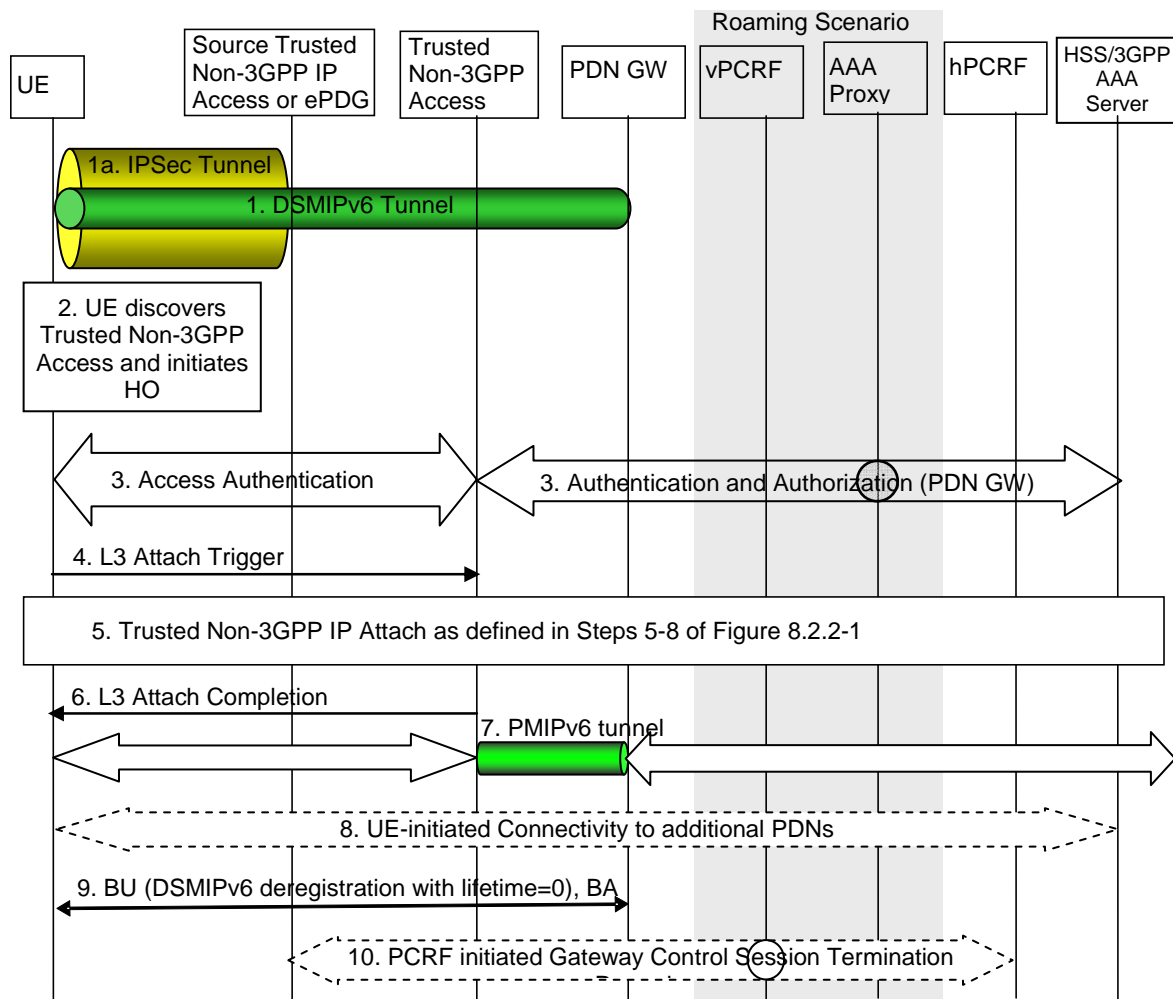 Roaming Scenario
UE
Source Trusted
Non-3GPP IP
Access or ePDG
Trusted
Non-3GPP
Access
PDN GW
vPCRF
AAA
Proxy
hPCRF
HSS/3GPP
AAA
Server
1a. IPSec Tunnel
1. DSMIPv6 Tunnel
2. UE discovers
Trusted Non-3GPP
Access and initiates
HO
3. Access Authentication
3. Authentication and Authorization (PDN GW)
4. L3 Attach Trigger
5. Trusted Non-3GPP IP Attach as defined in Steps 5-8 of Figure 8.2.2-1
6. L3 Attach Completion
7. PMIPv6 tunnel
8. UE-initiated Connectivity to additional PDNs
9. BU (DSMIPv6 deregistration with lifetime=0), BA
10. PCRF initiated Gateway Control Session Termination